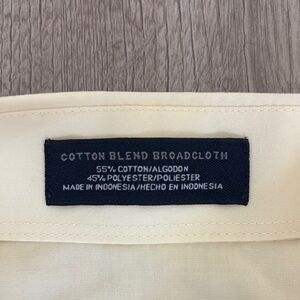 COTTON BLEND BROADCLOTH
55% COTTON/ALGODON
45% POLYESTER/POLIESTER
MADE IN INDONESIA/HECHO EN INDONESIA